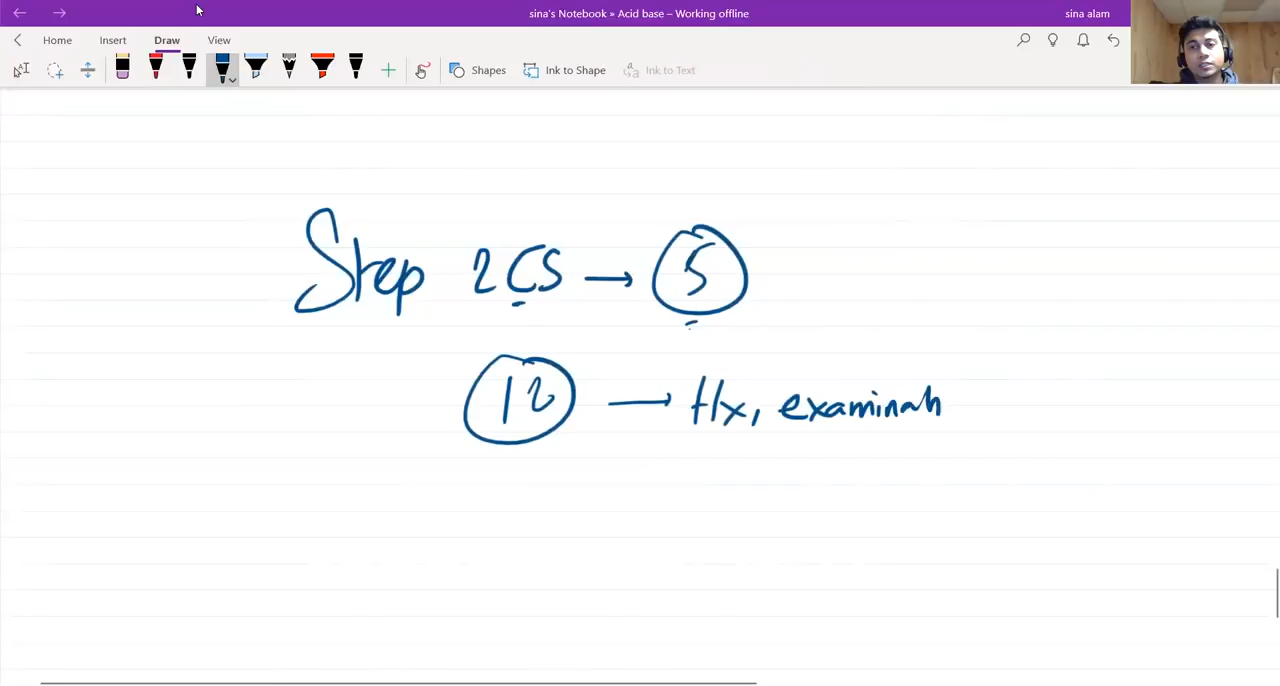 sina's Notebook » Acid base – Working offline
sina alam
Home Insert Draw View
Shapes Ink to Shape Ink to Text
Step 2CS → 5
12 → Hx, examinah